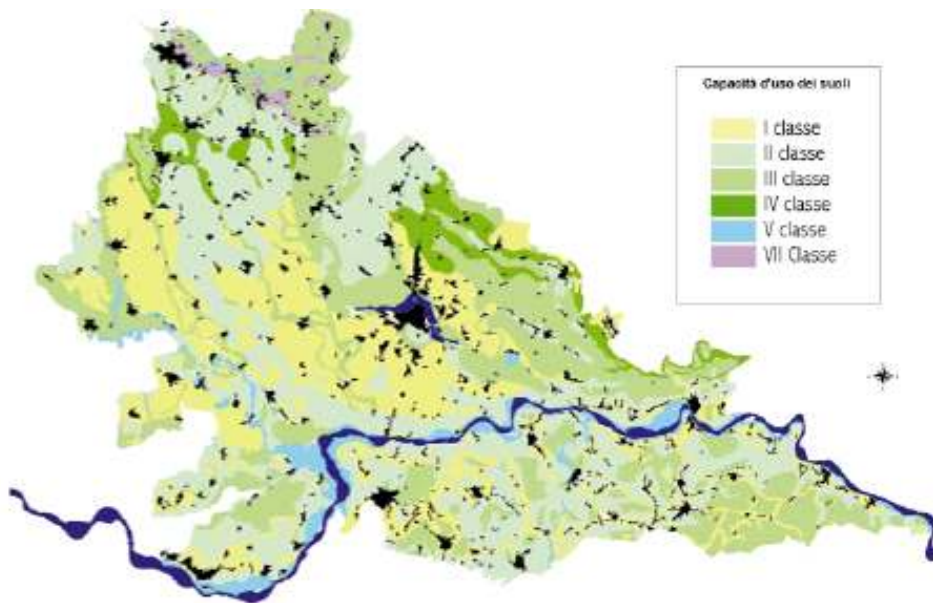 Capacità d'uso dei suoli
I classe
II classe
III classe
IV classe
V classe
VII Classe